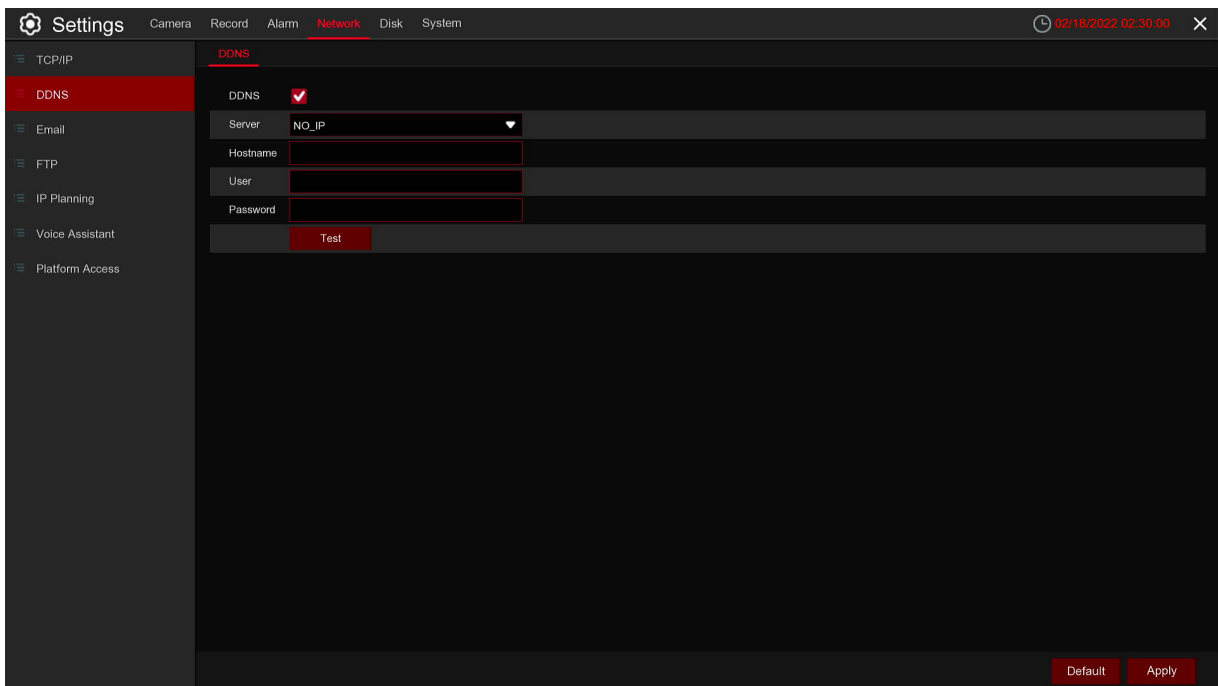 Settings Camera Record Alarm Network Disk System 02/18/2022 02:30:00
TCP/IP
DDNS
Email
FTP
IP Planning
Voice Assistant
Platform Access
DDNS
DDNS
Server NO_IP
Hostname
User
Password
Test
Default Apply